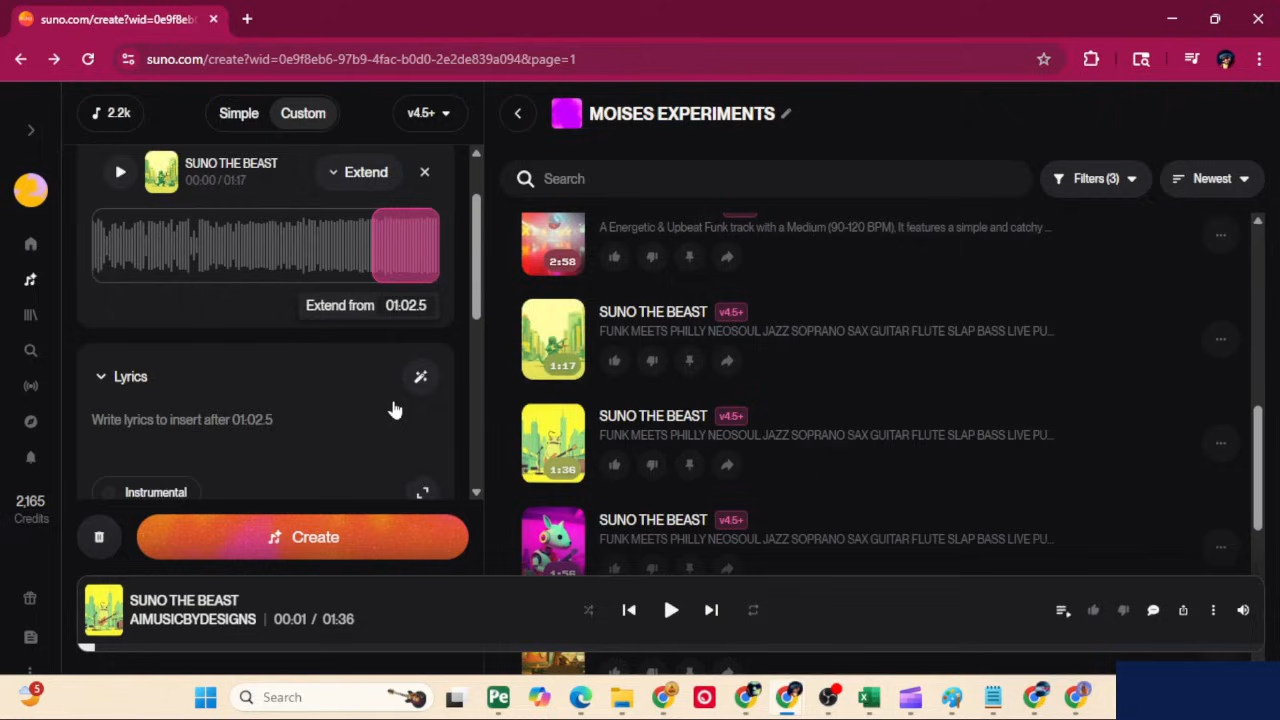 suno.com/create?wid=0e9f8eb
suno.com/create?wid=0e9f8eb6-97b9-4fac-b0d0-2e2de839a094&page=1
2.2k
Simple
Custom
v4.5+
MOISES EXPERIMENTS
SUNO THE BEAST
00:00 / 01:17
Extend
Search
Filters (3)
Newest
A Energetic & Upbeat Funk track with a Medium (90-120 BPM). It features a simple and catchy ...
2:58
Extend from 01:02.5
SUNO THE BEAST v4.5+
FUNK MEETS PHILLY NEOSOUL JAZZ SOPRANO SAX GUITAR FLUTE SLAP BASS LIVE PU...
1:17
Lyrics
Write lyrics to insert after 01:02.5
SUNO THE BEAST v4.5+
FUNK MEETS PHILLY NEOSOUL JAZZ SOPRANO SAX GUITAR FLUTE SLAP BASS LIVE PU...
1:36
Instrumental
2,165
Credits
SUNO THE BEAST v4.5+
FUNK MEETS PHILLY NEOSOUL JAZZ SOPRANO SAX GUITAR FLUTE SLAP BASS LIVE PU...
1:56
Create
SUNO THE BEAST
AIMUSICBYDESIGNS | 00:01 / 01:36
5
Search
Pe